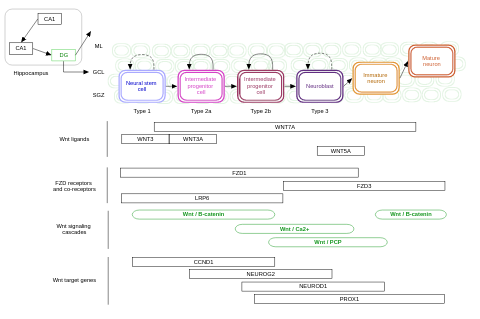 CA1
CA1
DG
Hippocampus
ML
GCL
SGZ
Neural stem
cell
Intermediate
progenitor
cell
Intermediate
progenitor
cell
Neuroblast
Immature
neuron
Mature
neuron
Type 1
Type 2a
Type 2b
Type 3
Wnt ligands
WNT7A
WNT3
WNT3A
WNT5A
FZD receptors
and co-receptors
FZD1
FZD3
LRP6
Wnt signaling
cascades
Wnt / B-catenin
Wnt / B-catenin
Wnt / Ca2+
Wnt / PCP
Wnt target genes
CCND1
NEUROG2
NEUROD1
PROX1